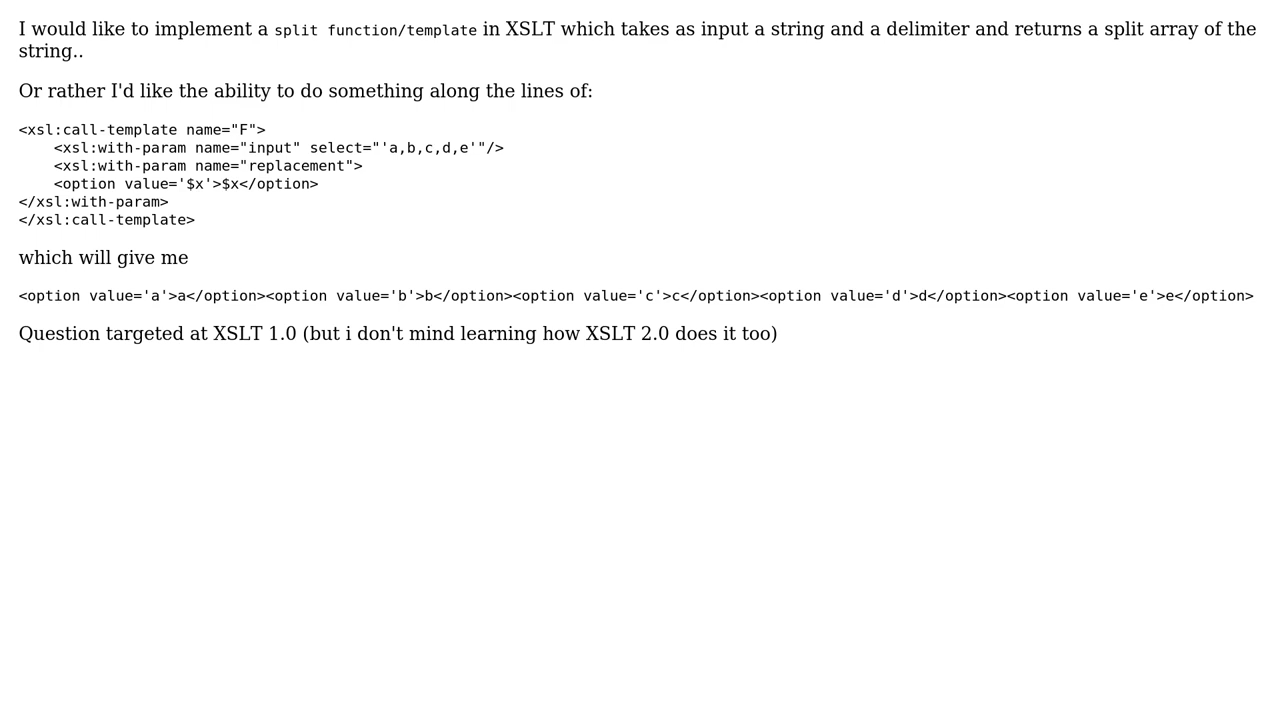 I would like to implement a split function/template in XSLT which takes as input a string and a delimiter and returns a split array of the
string..
Or rather I'd like the ability to do something along the lines of:
<xsl:call-template name="F">
    <xsl:with-param name="input" select="'a,b,c,d,e'"/>
    <xsl:with-param name="replacement">
    <option value='$x'>$x</option>
</xsl:with-param>
</xsl:call-template>
which will give me
<option value='a'>a</option><option value='b'>b</option><option value='c'>c</option><option value='d'>d</option><option value='e'>e</option>
Question targeted at XSLT 1.0 (but i don't mind learning how XSLT 2.0 does it too)